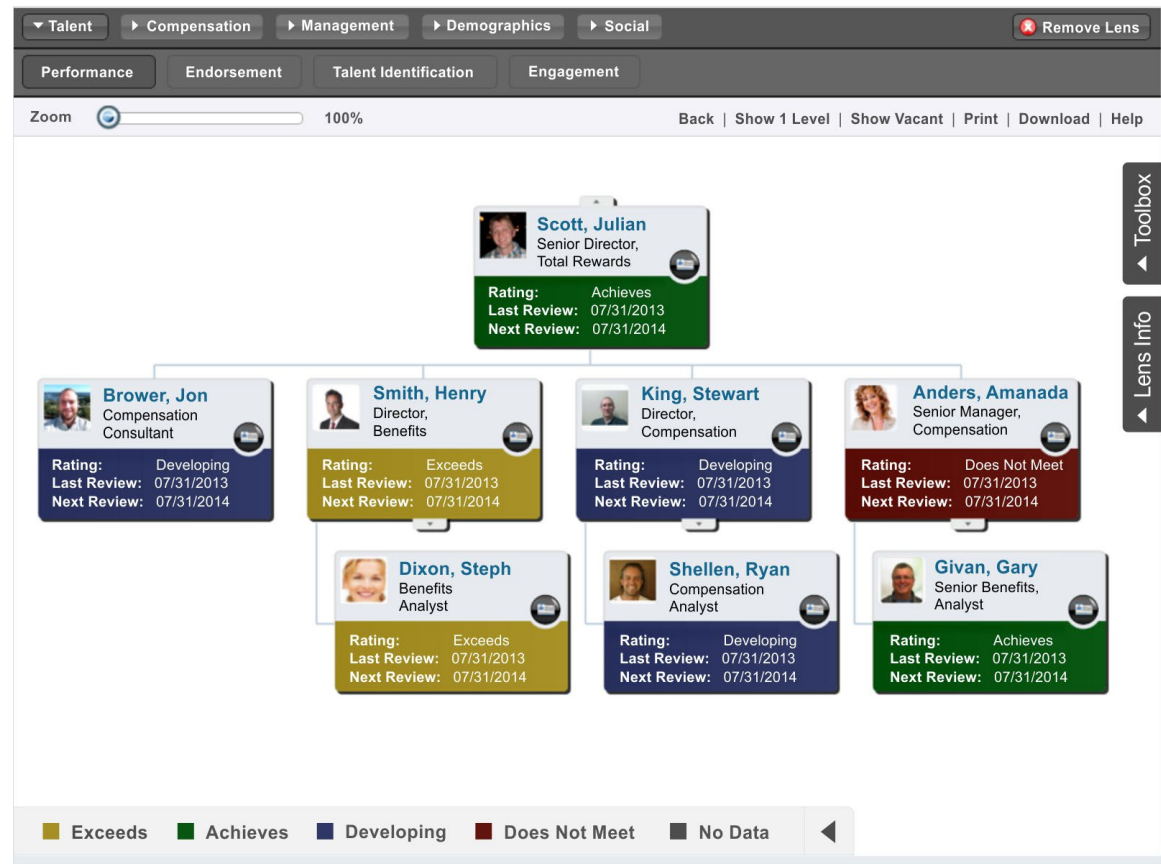 Talent Compensation Management Demographics Social Remove Lens
Performance Endorsement Talent Identification Engagement
Zoom 100% Back | Show 1 Level | Show Vacant | Print | Download | Help
Toolbox
Lens Info
Scott, Julian
Senior Director,
Total Rewards
Rating: Achieves
Last Review: 07/31/2013
Next Review: 07/31/2014
Brower, Jon
Compensation
Consultant
Rating: Developing
Last Review: 07/31/2013
Next Review: 07/31/2014
Smith, Henry
Director,
Benefits
Rating: Exceeds
Last Review: 07/31/2013
Next Review: 07/31/2014
King, Stewart
Director,
Compensation
Rating: Developing
Last Review: 07/31/2013
Next Review: 07/31/2014
Anders, Amanada
Senior Manager,
Compensation
Rating: Does Not Meet
Last Review: 07/31/2013
Next Review: 07/31/2014
Dixon, Steph
Benefits
Analyst
Rating: Exceeds
Last Review: 07/31/2013
Next Review: 07/31/2014
Shellen, Ryan
Compensation
Analyst
Rating: Developing
Last Review: 07/31/2013
Next Review: 07/31/2014
Givan, Gary
Senior Benefits,
Analyst
Rating: Achieves
Last Review: 07/31/2013
Next Review: 07/31/2014
Exceeds Achieves Developing Does Not Meet No Data